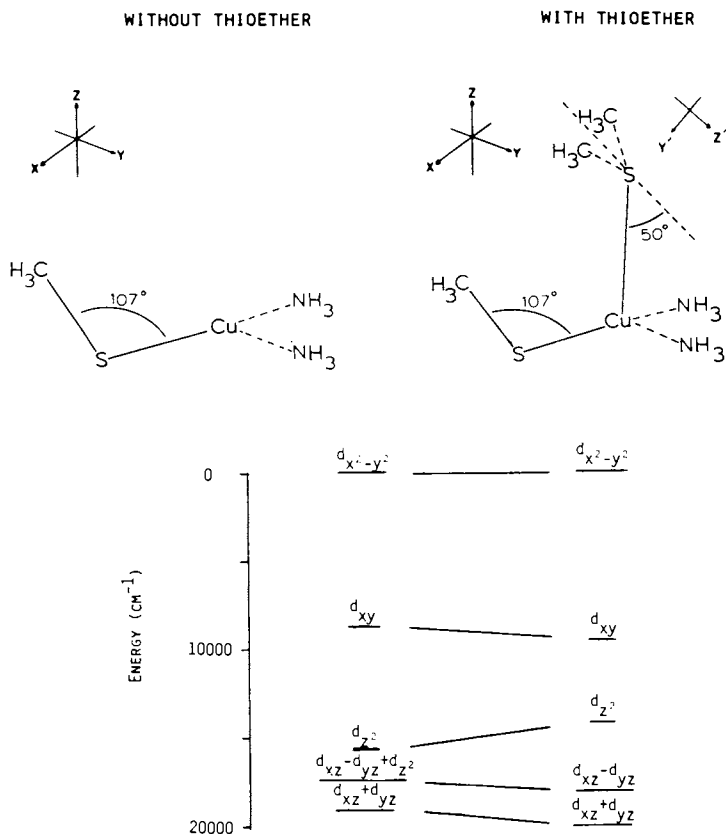 WITHOUT THIOETHER
WITH THIOETHER
Z
X
Y
Z
X
Y
Y'
Z'
H3C
H3C
S
50°
H3C
107°
S
Cu
NH3
NH3
H3C
107°
S
Cu
NH3
NH3
ENERGY (CM-1)
0
10000
20000
dx2-y2
dxy
dz2
dxz-dyz+dz2
dxz+dyz
dx2-y2
dxy
dz2
dxz-dyz
dxz+dyz